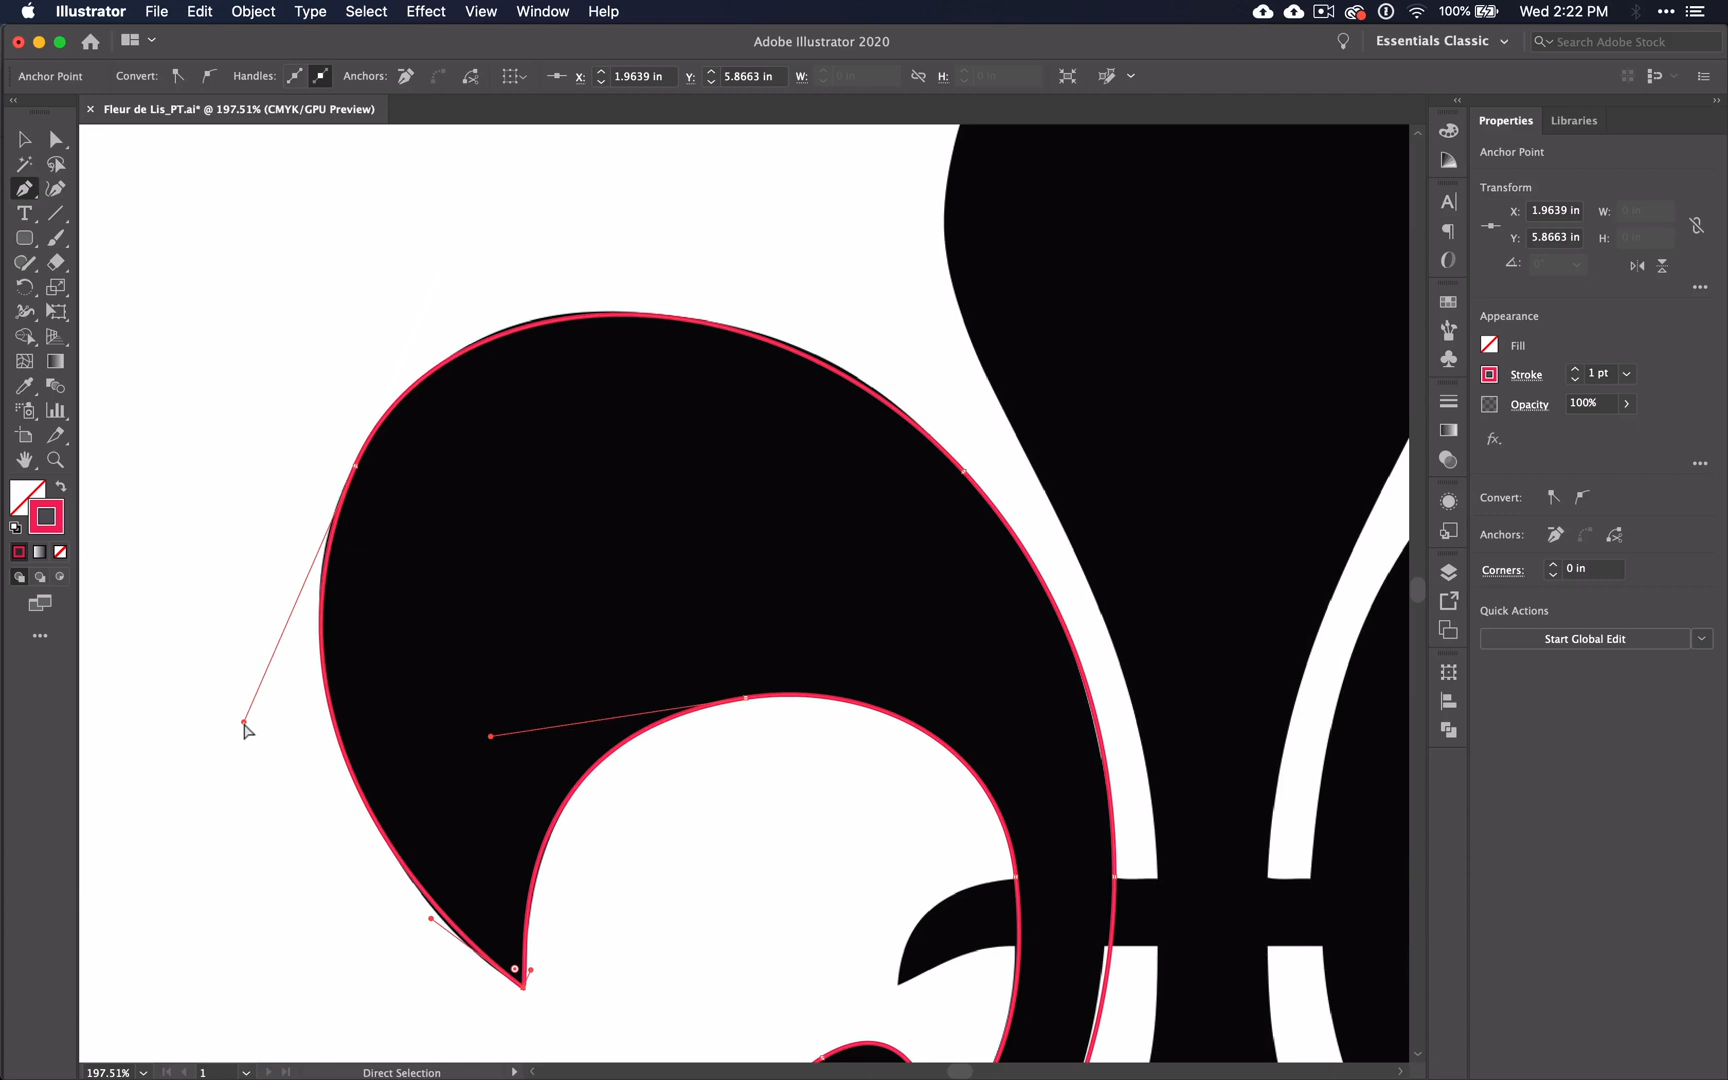 Illustrator File Edit Object Type Select Effect View Window Help
100% Wed 2:22 PM
Adobe Illustrator 2020
Essentials Classic
Search Adobe Stock
Anchor Point Convert: Handles: Anchors: X: 1.9639 in Y: 5.8663 in W: 0 in H: 0 in
Fleur de Lis_PT.ai* @ 197.51% (CMYK/GPU Preview)
Properties Libraries
Anchor Point
Transform
X: 1.9639 in W: 0 in
Y: 5.8663 in H: 0 in
0°
Appearance
Fill
Stroke 1 pt
Opacity 100%
fx.
Convert:
Anchors:
Corners: 0 in
Quick Actions
Start Global Edit
197.51% 1 Direct Selection